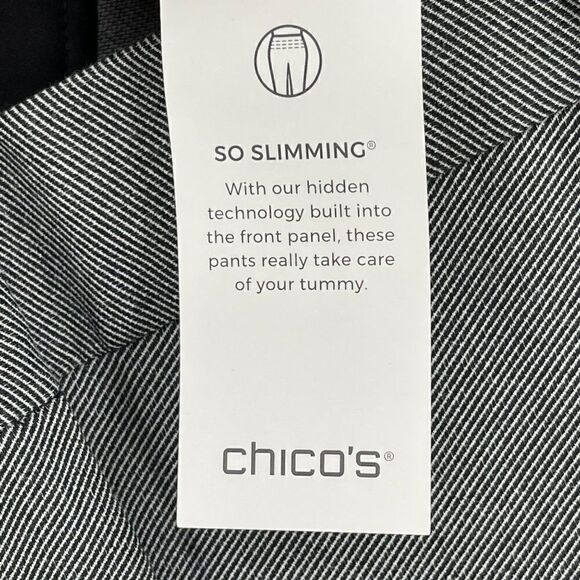 SO SLIMMING®
With our hidden
technology built into
the front panel, these
pants really take care
of your tummy.
chico's®